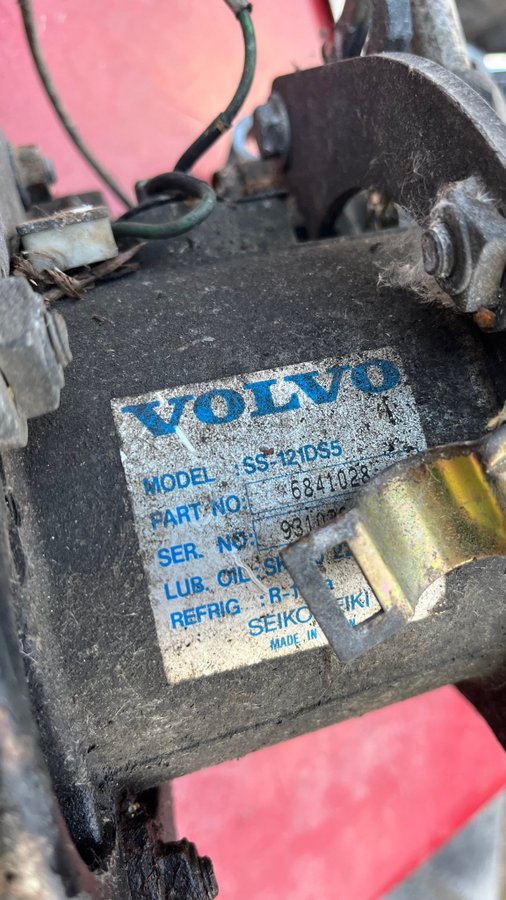 VOLVO
MODEL : SS-121DS5
PART NO: 6841028
SER. NO:
LUB. OIL:
REFRIG :
SEIKO
MADE IN